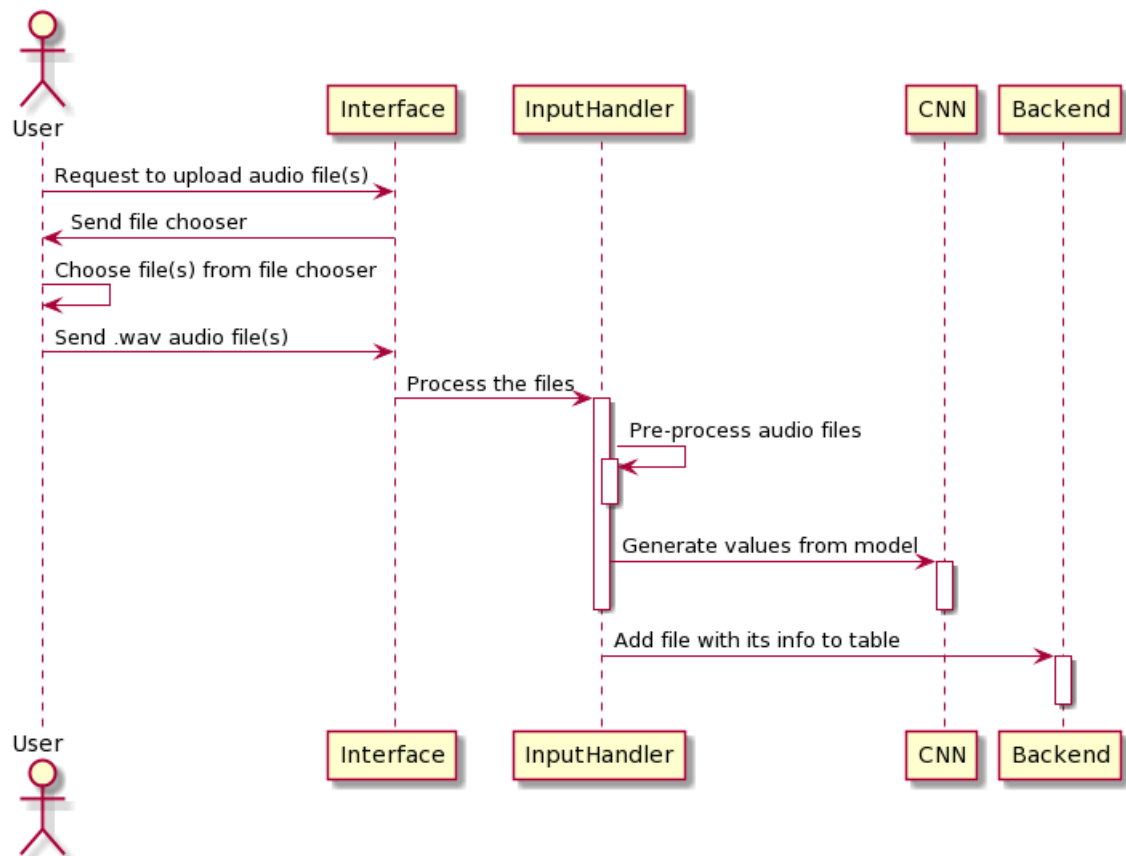 User
Interface
InputHandler
CNN
Backend
Request to upload audio file(s)
Send file chooser
Choose file(s) from file chooser
Send .wav audio file(s)
Process the files
Pre-process audio files
Generate values from model
Add file with its info to table
User
Interface
InputHandler
CNN
Backend